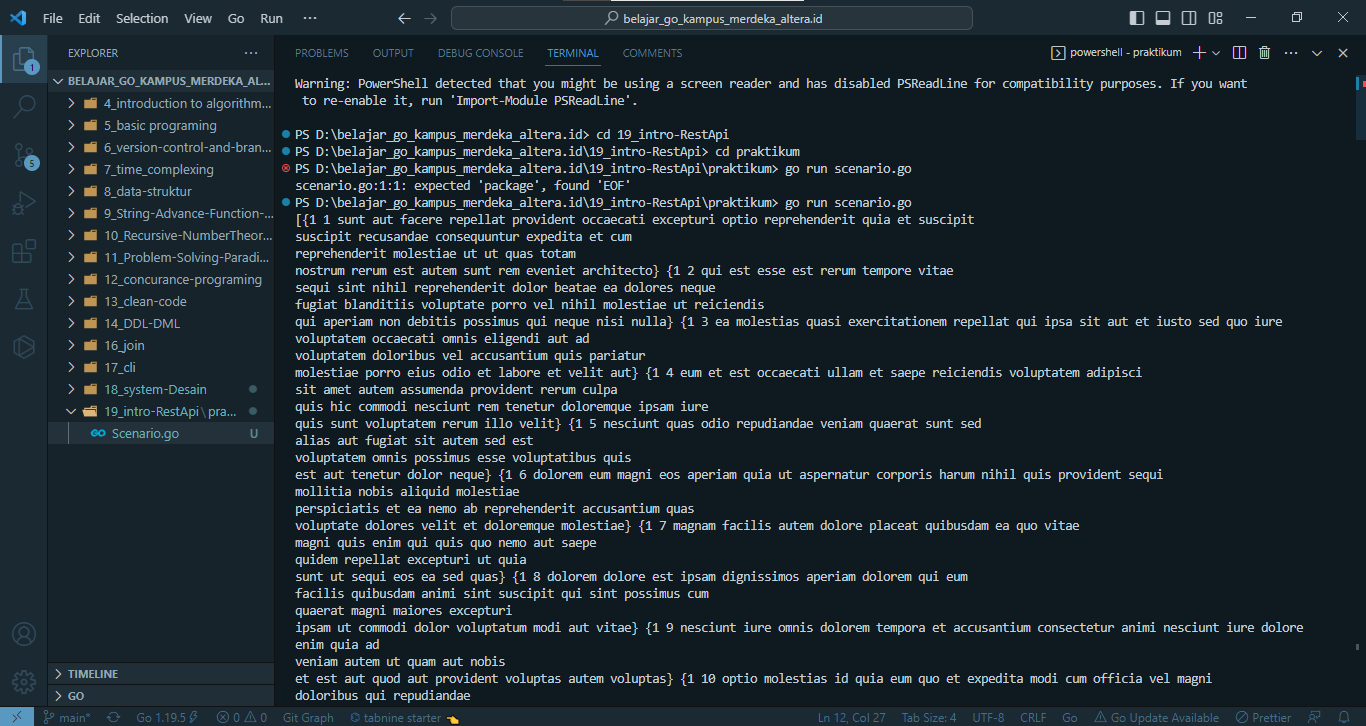 File Edit Selection View Go Run ··· belajar_go_kampus_merdeka_altera.id
EXPLORER ···
BELAJAR_GO_KAMPUS_MERDEKA_AL...
4_introduction to algorithm...
5_basic programing
6_version-control-and-bran...
7_time_complexing
8_data-struktur
9_String-Advance-Function-...
10_Recursive-NumberTheor...
11_Problem-Solving-Paradi...
12_concurance-programing
13_clean-code
14_DDL-DML
16_join
17_cli
18_system-Desain
19_intro-RestApi\pra...
Scenario.go U
TIMELINE
GO
1
5
PROBLEMS OUTPUT DEBUG CONSOLE TERMINAL COMMENTS powershell - praktikum
Warning: PowerShell detected that you might be using a screen reader and has disabled PSReadLine for compatibility purposes. If you want
to re-enable it, run 'Import-Module PSReadLine'.
PS D:\belajar_go_kampus_merdeka_altera.id> cd 19_intro-RestApi
PS D:\belajar_go_kampus_merdeka_altera.id\19_intro-RestApi> cd praktikum
PS D:\belajar_go_kampus_merdeka_altera.id\19_intro-RestApi\praktikum> go run scenario.go
scenario.go:1:1: expected 'package', found 'EOF'
PS D:\belajar_go_kampus_merdeka_altera.id\19_intro-RestApi\praktikum> go run scenario.go
[{1 1 sunt aut facere repellat provident occaecati excepturi optio reprehenderit quia et suscipit
suscipit recusandae consequuntur expedita et cum
reprehenderit molestiae ut ut quas totam
nostrum rerum est autem sunt rem eveniet architecto} {1 2 qui est esse est rerum tempore vitae
sequi sint nihil reprehenderit dolor beatae ea dolores neque
fugiat blanditiis voluptate porro vel nihil molestiae ut reiciendis
qui aperiam non debitis possimus qui neque nisi nulla} {1 3 ea molestias quasi exercitationem repellat qui ipsa sit aut et iusto sed quo iure
voluptatem occaecati omnis eligendi aut ad
voluptatem doloribus vel accusantium quis pariatur
molestiae porro eius odio et labore et velit aut} {1 4 eum et est occaecati ullam et saepe reiciendis voluptatem adipisci
sit amet autem assumenda provident rerum culpa
quis hic commodi nesciunt rem tenetur doloremque ipsam iure
quis sunt voluptatem rerum illo velit} {1 5 nesciunt quas odio repudiandae veniam quaerat sunt sed
alias aut fugiat sit autem sed est
voluptatem omnis possimus esse voluptatibus quis
est aut tenetur dolor neque} {1 6 dolorem eum magni eos aperiam quia ut aspernatur corporis harum nihil quis provident sequi
mollitia nobis aliquid molestiae
perspiciatis et ea nemo ab reprehenderit accusantium quas
voluptate dolores velit et doloremque molestiae} {1 7 magnam facilis autem dolore placeat quibusdam ea quo vitae
magni quis enim qui quis quo nemo aut saepe
quidem repellat excepturi ut quia
sunt ut sequi eos ea sed quas} {1 8 dolorem dolore est ipsam dignissimos aperiam dolorem qui eum
facilis quibusdam animi sint suscipit qui sint possimus cum
quaerat magni maiores excepturi
ipsam ut commodi dolor voluptatum modi aut vitae} {1 9 nesciunt iure omnis dolorem tempora et accusantium consectetur animi nesciunt iure dolore
enim quia ad
veniam autem ut quam aut nobis
et est aut quod aut provident voluptas autem voluptas} {1 10 optio molestias id quia eum quo et expedita modi cum officia vel magni
doloribus qui repudiandae
main* Go 1.19.5 0 0 Git Graph tabnine starter Ln 12, Col 27 Tab Size: 4 UTF-8 CRLF Go Go Update Available Prettier